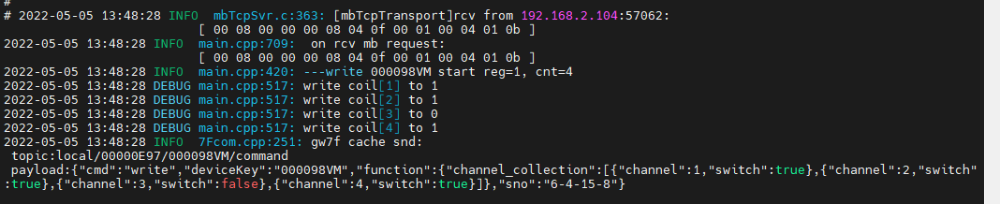 #
# 2022-05-05 13:48:28 INFO  mbTcpSvr.c:363: [mbTcpTransport]rcv from 192.168.2.104:57062:
[ 00 08 00 00 00 08 04 0f 00 01 00 04 01 0b ]
2022-05-05 13:48:28 INFO  main.cpp:709:  on rcv mb request:
[ 00 08 00 00 00 08 04 0f 00 01 00 04 01 0b ]
2022-05-05 13:48:28 INFO  main.cpp:420: ---write 000098VM start reg=1, cnt=4
2022-05-05 13:48:28 DEBUG main.cpp:517: write coil[1] to 1
2022-05-05 13:48:28 DEBUG main.cpp:517: write coil[2] to 1
2022-05-05 13:48:28 DEBUG main.cpp:517: write coil[3] to 0
2022-05-05 13:48:28 DEBUG main.cpp:517: write coil[4] to 1
2022-05-05 13:48:28 INFO  7Fcom.cpp:251: gw7f cache snd:
topic:local/00000E97/000098VM/command
payload:{"cmd":"write","deviceKey":"000098VM","function":{"channel_collection":[{"channel":1,"switch":true},{"channel":2,"switch"
:true},{"channel":3,"switch":false},{"channel":4,"switch":true}]},"sno":"6-4-15-8"}